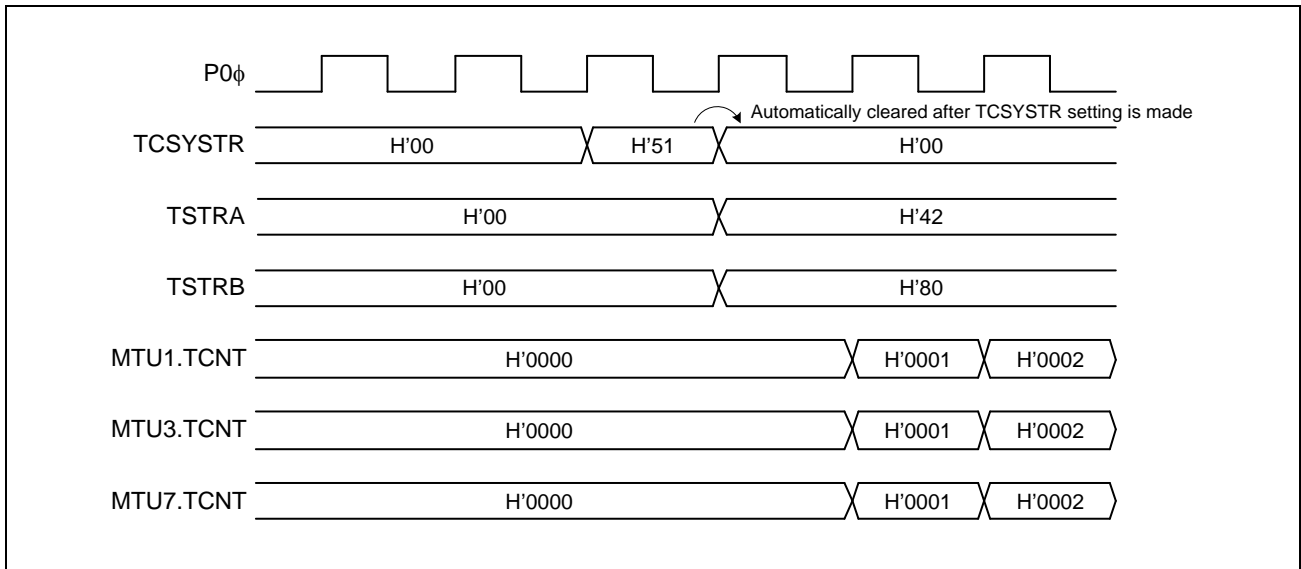 P0ϕ
Automatically cleared after TCSYSTR setting is made
TCSYSTR H'00 H'51 H'00
TSTRA H'00 H'42
TSTRB H'00 H'80
MTU1.TCNT H'0000 H'0001 H'0002
MTU3.TCNT H'0000 H'0001 H'0002
MTU7.TCNT H'0000 H'0001 H'0002